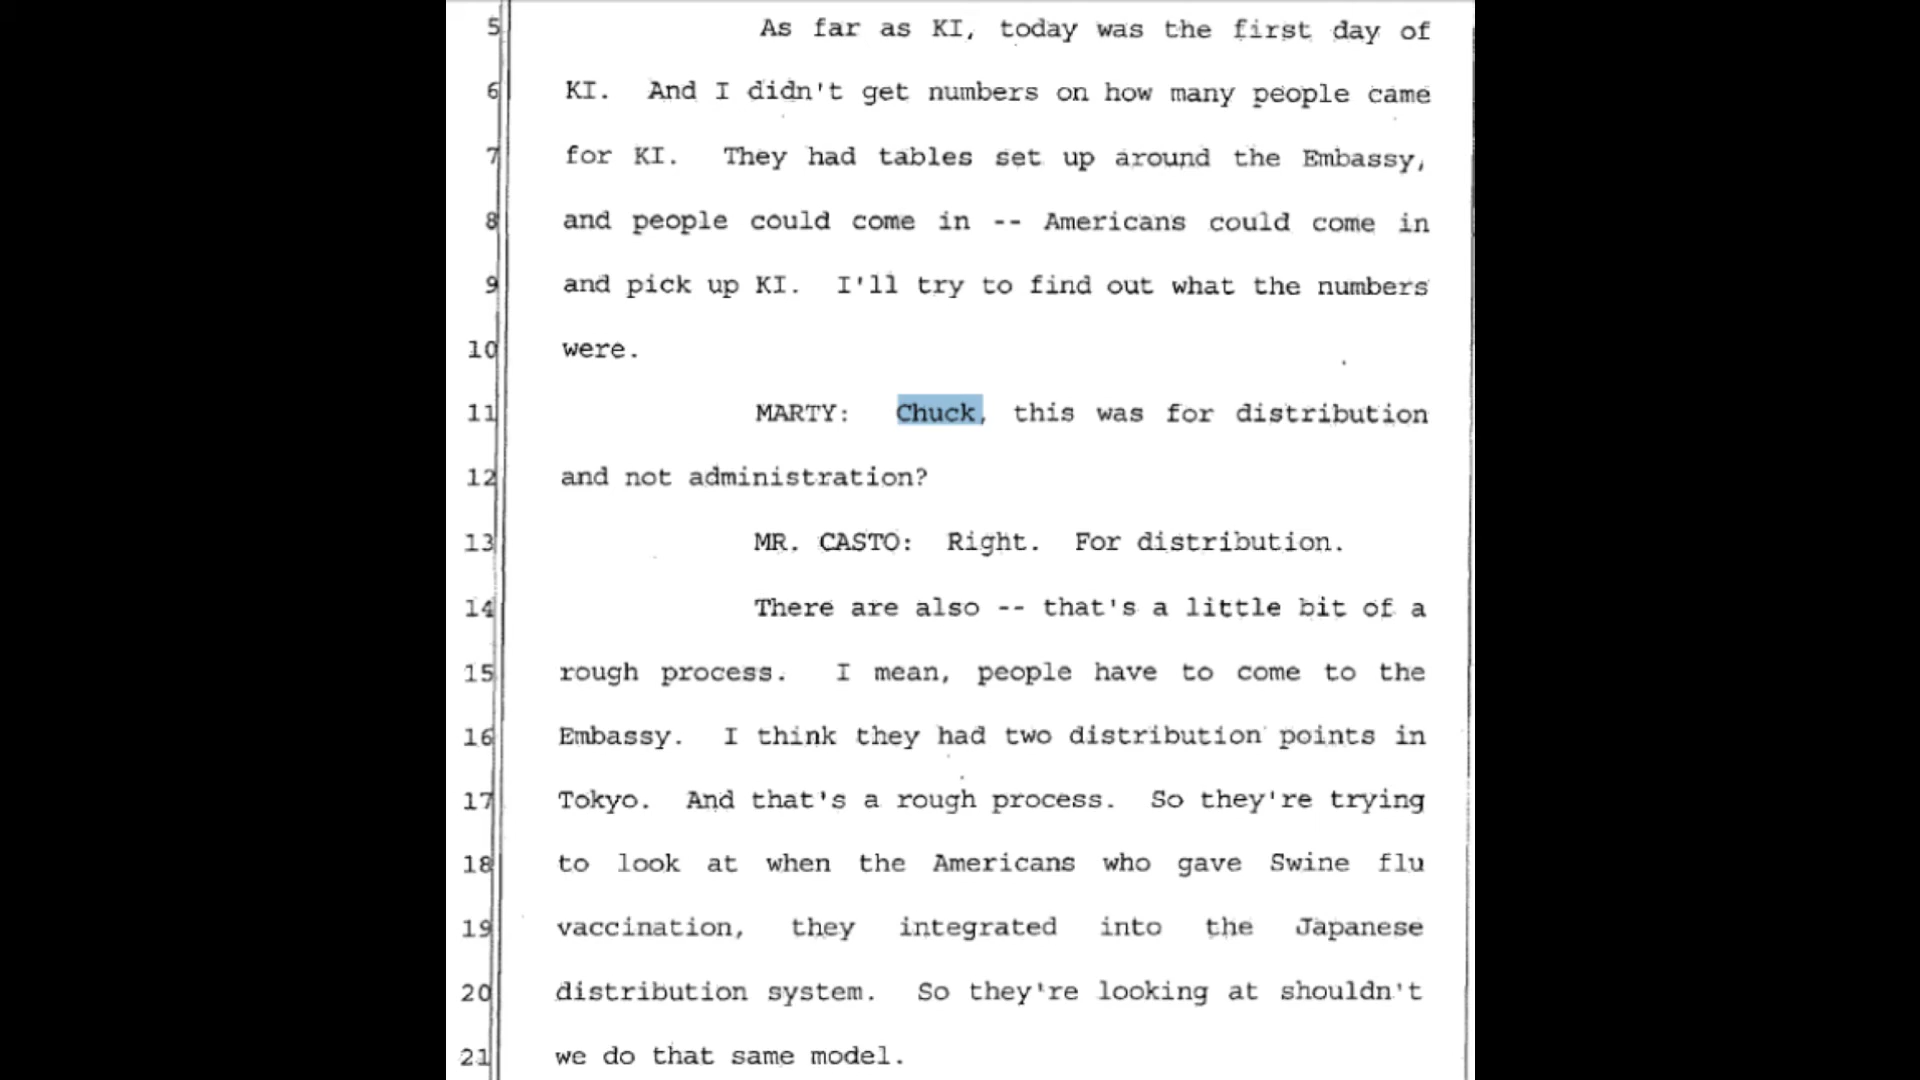 5 As far as KI, today was the first day of
6 KI. And I didn't get numbers on how many people came
7 for KI. They had tables set up around the Embassy,
8 and people could come in -- Americans could come in
9 and pick up KI. I'll try to find out what the numbers
10 were.
11 MARTY: Chuck, this was for distribution
12 and not administration?
13 MR. CASTO: Right. For distribution.
14 There are also -- that's a little bit of a
15 rough process. I mean, people have to come to the
16 Embassy. I think they had two distribution points in
17 Tokyo. And that's a rough process. So they're trying
18 to look at when the Americans who gave Swine flu
19 vaccination, they integrated into the Japanese
20 distribution system. So they're looking at shouldn't
21 we do that same model.